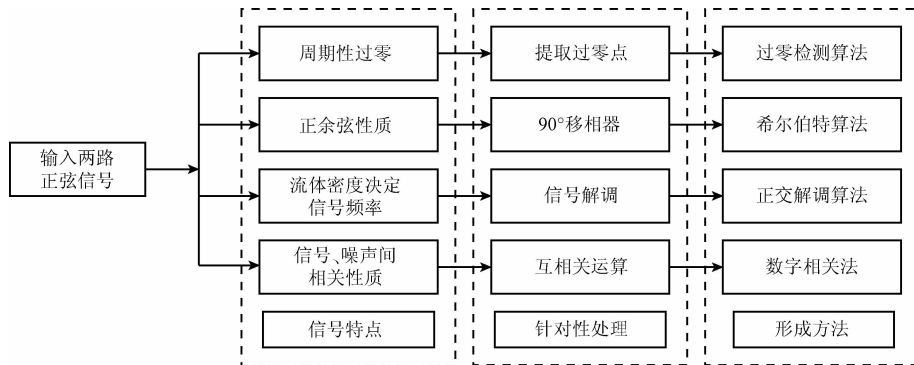 输入两路
正弦信号
周期性过零
提取过零点
过零检测算法
正余弦性质
90°移相器
希尔伯特算法
流体密度决定
信号频率
信号解调
正交解调算法
信号、噪声间
相关性质
互相关运算
数字相关法
信号特点
针对性处理
形成方法